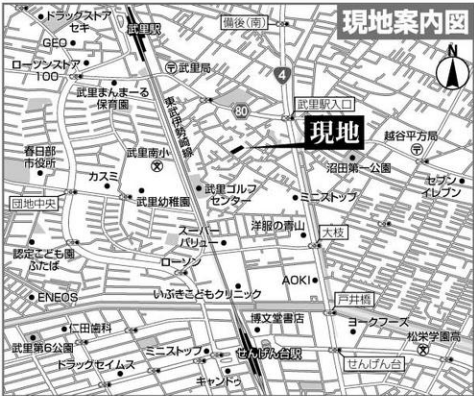 現地案内図
N
ドラッグストア
セキ
GEO
ローソンストア
100
武里駅
備後(南)
武里局
4
武里まんまーる
保育園
東武伊勢崎線
80
武里駅入口
現地
越谷平方局
春日部
市役所
武里南小
沼田第一公園
カスミ
セブン
イレブン
団地中央
武里幼稚園
武里ゴルフ
センター
ミニストップ
スーパー
バリュー
洋服の青山
大枝
認定こども園
ふたば
ローソン
AOKI
ENEOS
いぶきこどもクリニック
戸井橋
仁田歯科
博文堂書店
ヨークフーズ
松栄学園高
武里第6公園
ミニストップ
せんげん台駅
せんげん台
ドラッグセイムス
キャンドゥ